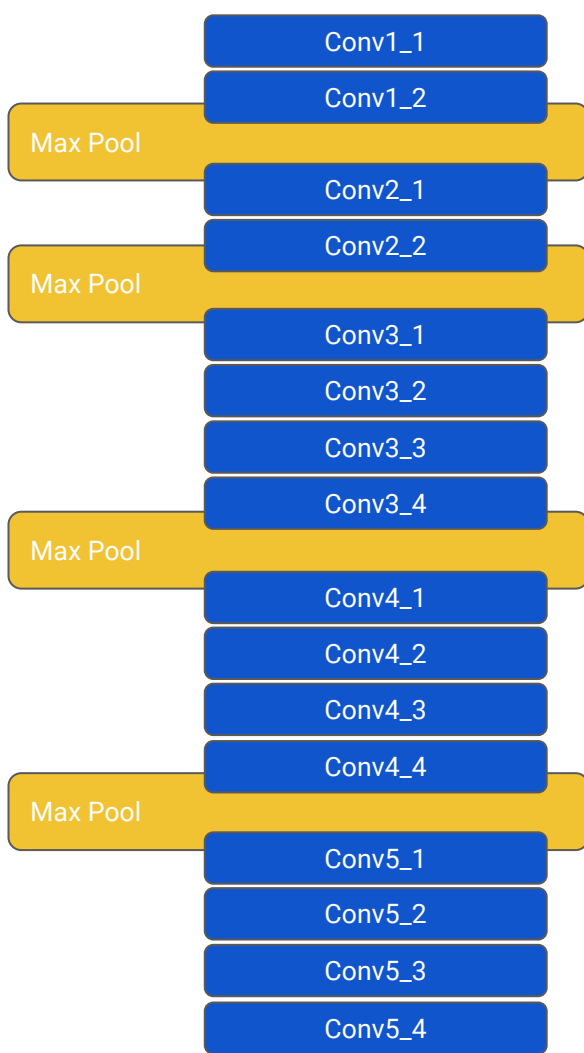 Conv1_1
Conv1_2
Max Pool
Conv2_1
Conv2_2
Max Pool
Conv3_1
Conv3_2
Conv3_3
Conv3_4
Max Pool
Conv4_1
Conv4_2
Conv4_3
Conv4_4
Max Pool
Conv5_1
Conv5_2
Conv5_3
Conv5_4